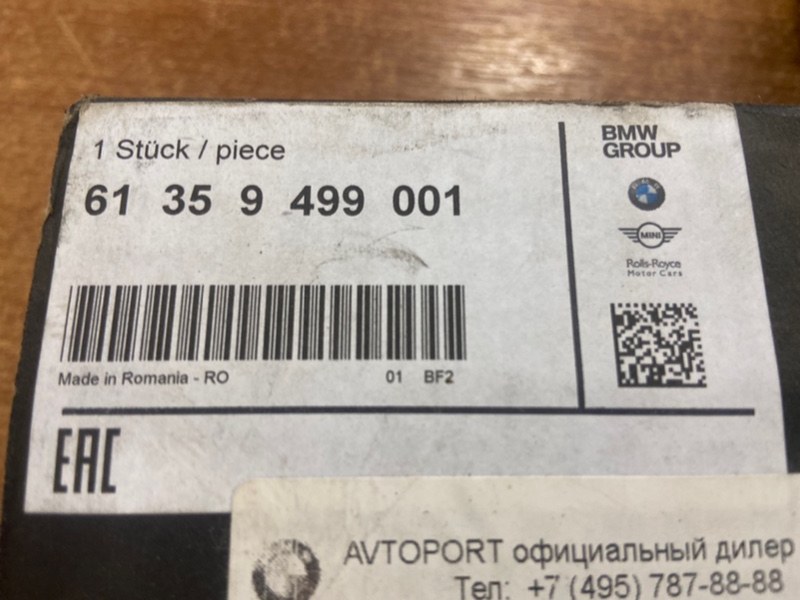 1 Stück / piece
61 35 9 499 001
BMW
GROUP
MINI
Rolls-Royce
Motor Cars
Made in Romania - RO 01 BF2
EAC
AVTOPORT официальный дилер
Тел: +7 (495) 787-88-88